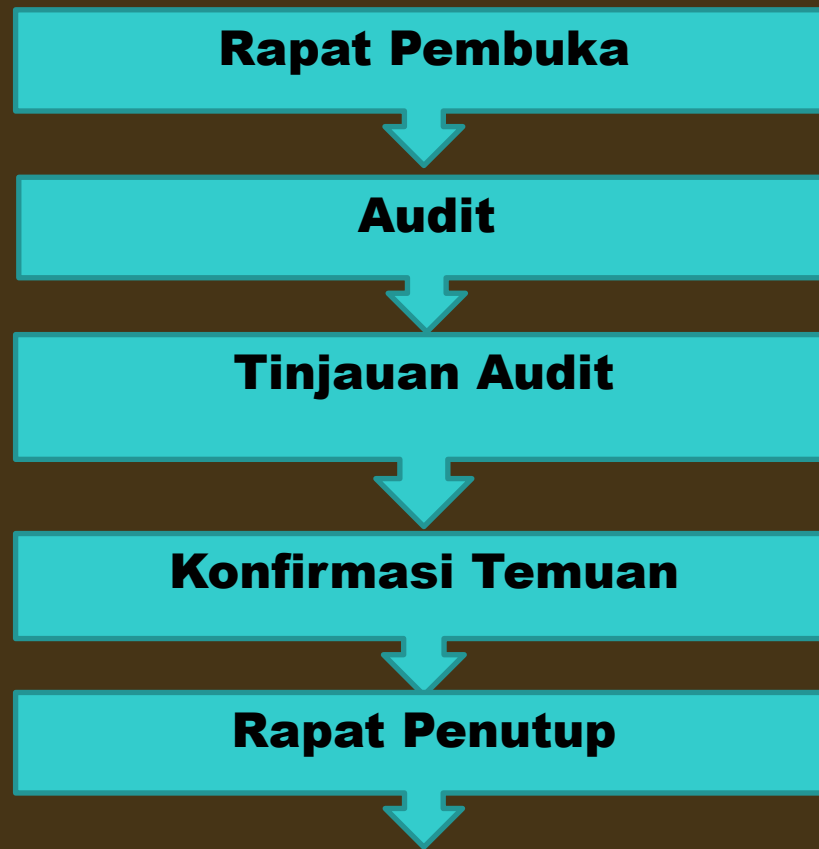 Rapat Pembuka
Audit
Tinjauan Audit
Konfirmasi Temuan
Rapat Penutup